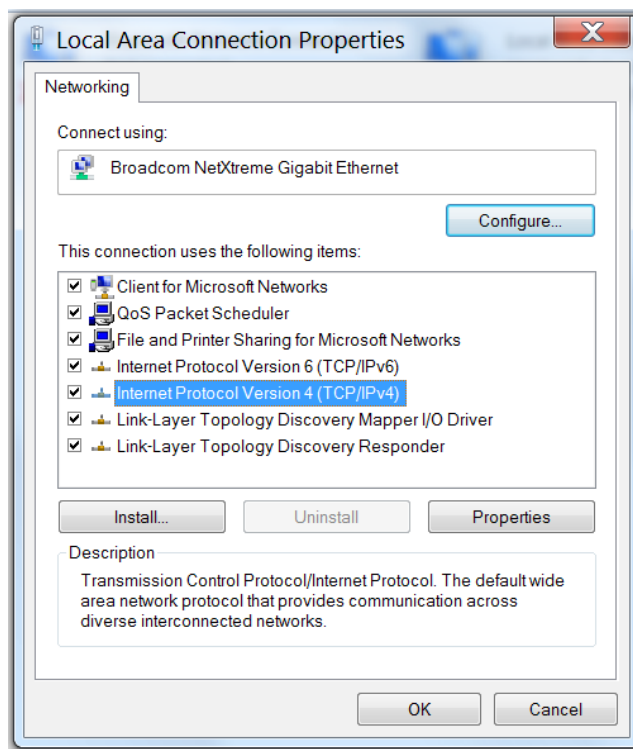 Local Area Connection Properties
Networking
Connect using:
Broadcom NetXtreme Gigabit Ethernet
Configure...
This connection uses the following items:
Client for Microsoft Networks
QoS Packet Scheduler
File and Printer Sharing for Microsoft Networks
Internet Protocol Version 6 (TCP/IPv6)
Internet Protocol Version 4 (TCP/IPv4)
Link-Layer Topology Discovery Mapper I/O Driver
Link-Layer Topology Discovery Responder
Install...
Uninstall
Properties
Description
Transmission Control Protocol/Internet Protocol. The default wide
area network protocol that provides communication across
diverse interconnected networks.
OK
Cancel